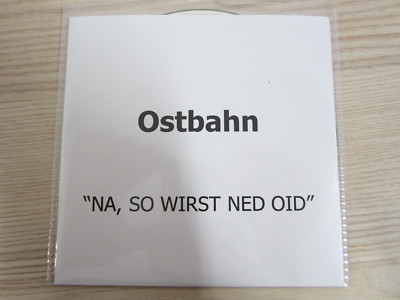 Ostbahn
“NA, SO WIRST NED OID”